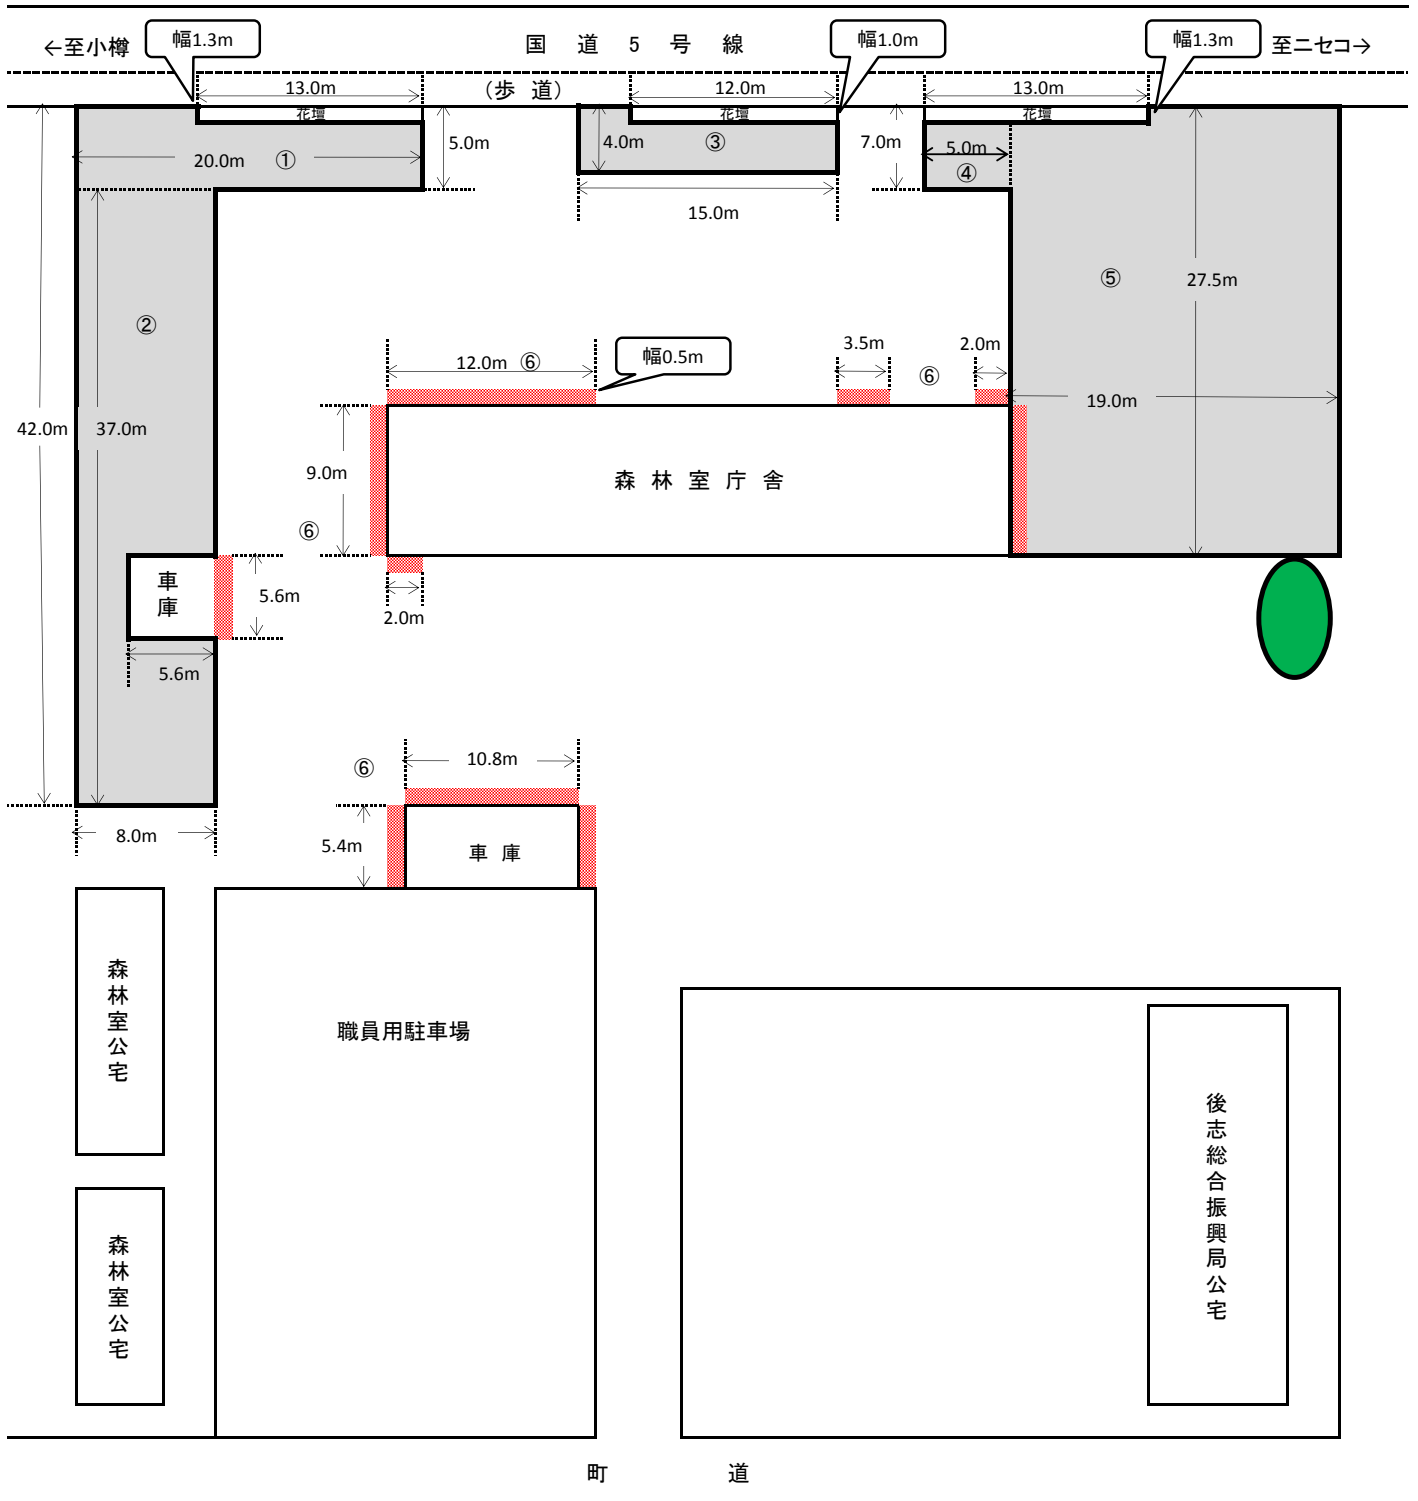 ←至小樽
幅1.3m
国道5号線
幅1.0m
幅1.3m
至ニセコ→
13.0m
(歩道)
12.0m
13.0m
花壇
花壇
花壇
20.0m
①
5.0m
4.0m
③
7.0m
5.0m
④
15.0m
②
⑤
27.5m
12.0m
⑥
幅0.5m
3.5m
⑥
2.0m
19.0m
42.0m
37.0m
9.0m
森林室庁舎
⑥
車庫
5.6m
2.0m
5.6m
⑥
10.8m
8.0m
5.4m
車庫
森林室公宅
職員用駐車場
後志総合振興局公宅
森林室公宅
町道